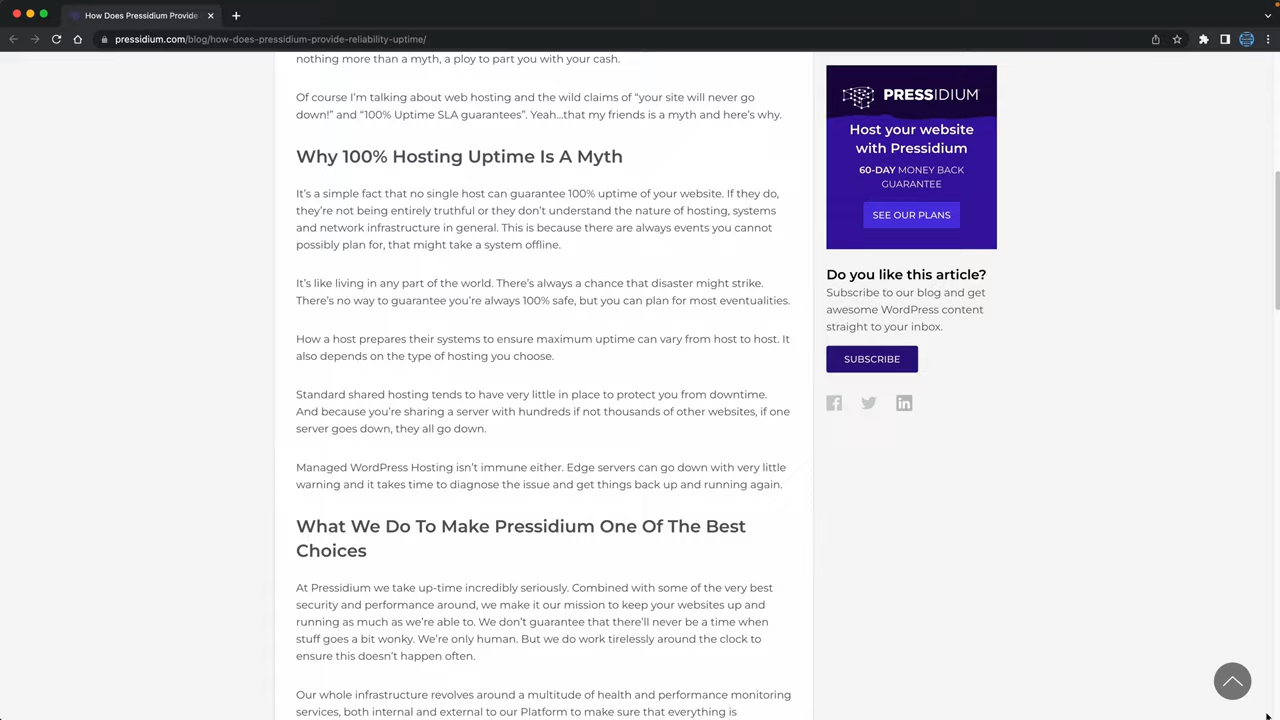 How Does Pressidium Provide
pressidium.com/blog/how-does-pressidium-provide-reliability-uptime/
nothing more than a myth, a ploy to part you with your cash.
Of course I’m talking about web hosting and the wild claims of “your site will never go
down!” and “100% Uptime SLA guarantees”. Yeah…that my friends is a myth and here’s why.
Why 100% Hosting Uptime Is A Myth
It’s a simple fact that no single host can guarantee 100% uptime of your website. If they do,
they’re not being entirely truthful or they don’t understand the nature of hosting, systems
and network infrastructure in general. This is because there are always events you cannot
possibly plan for, that might take a system offline.
It’s like living in any part of the world. There’s always a chance that disaster might strike.
There’s no way to guarantee you’re always 100% safe, but you can plan for most eventualities.
How a host prepares their systems to ensure maximum uptime can vary from host to host. It
also depends on the type of hosting you choose.
Standard shared hosting tends to have very little in place to protect you from downtime.
And because you’re sharing a server with hundreds if not thousands of other websites, if one
server goes down, they all go down.
Managed WordPress Hosting isn’t immune either. Edge servers can go down with very little
warning and it takes time to diagnose the issue and get things back up and running again.
What We Do To Make Pressidium One Of The Best
Choices
At Pressidium we take up-time incredibly seriously. Combined with some of the very best
security and performance around, we make it our mission to keep your websites up and
running as much as we’re able to. We don’t guarantee that there’ll never be a time when
stuff goes a bit wonky. We’re only human. But we do work tirelessly around the clock to
ensure this doesn’t happen often.
Our whole infrastructure revolves around a multitude of health and performance monitoring
services, both internal and external to our Platform to make sure that everything is
PRESSIDIUM
Host your website
with Pressidium
60-DAY MONEY BACK
GUARANTEE
SEE OUR PLANS
Do you like this article?
Subscribe to our blog and get
awesome WordPress content
straight to your inbox.
SUBSCRIBE